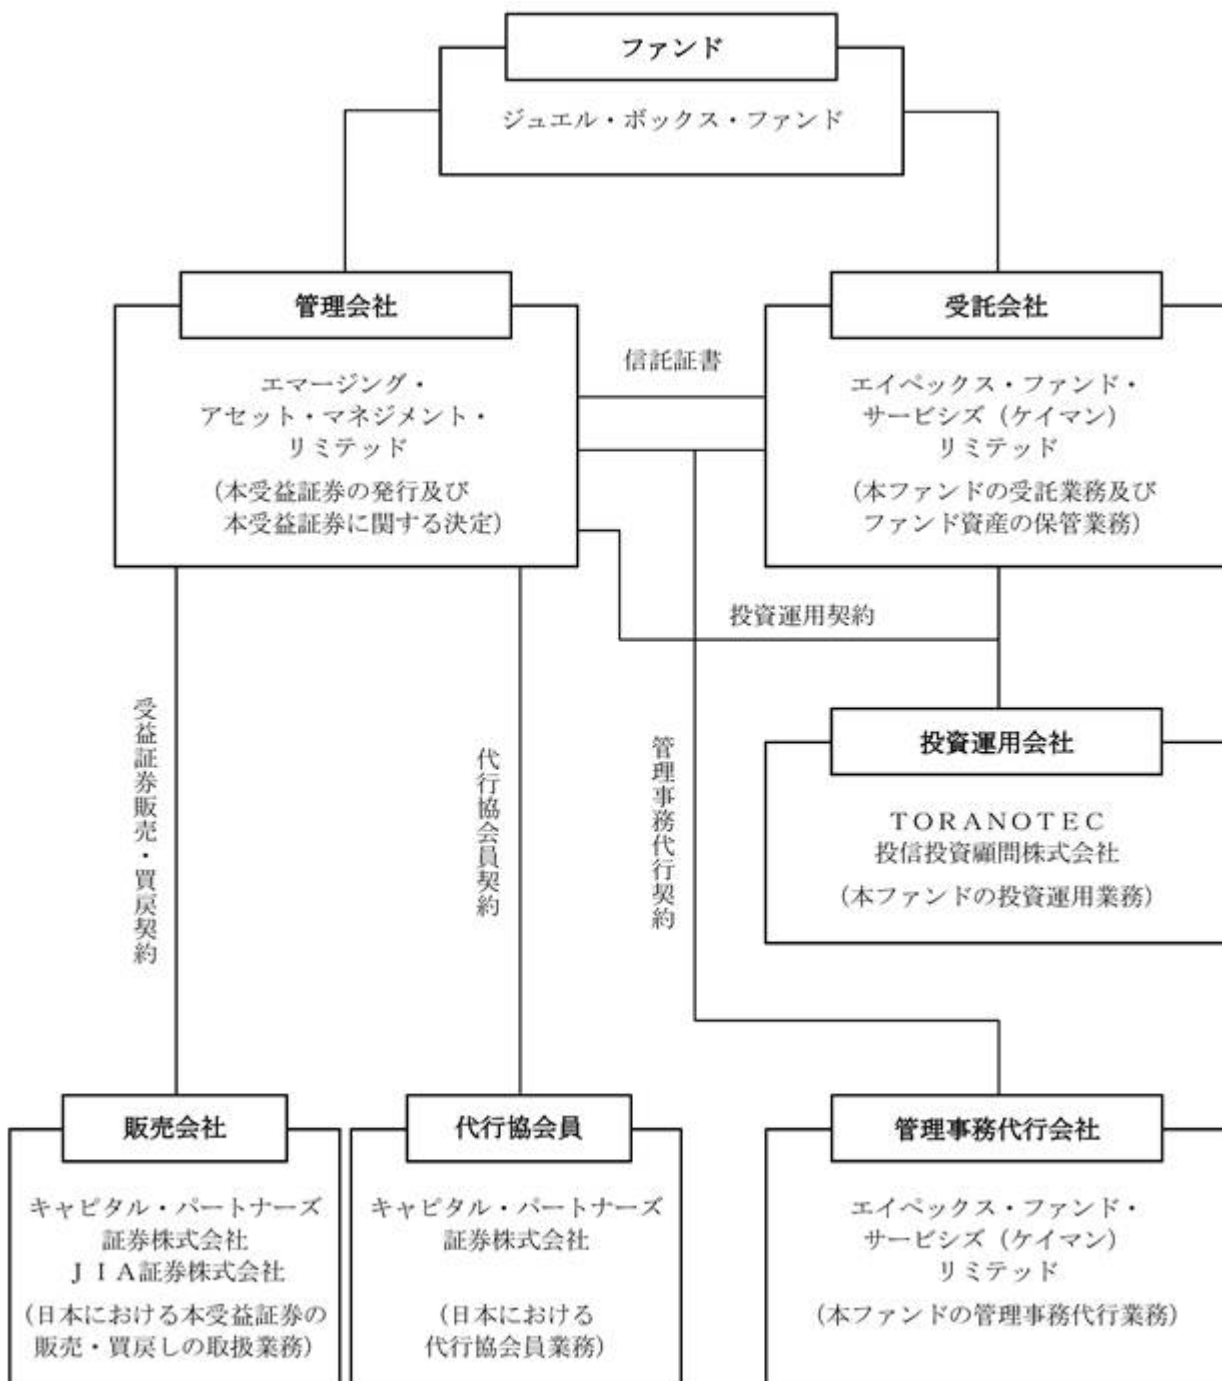 ファンド
ジュエル・ボックス・ファンド
管理会社
エマージング・
アセット・マネジメント・
リミテッド
(本受益証券の発行及び
本受益証券に関する決定)
信託証書
受託会社
エイペックス・ファンド・
サービシズ（ケイマン）
リミテッド
(本ファンドの受託業務及び
ファンド資産の保管業務)
投資運用契約
受益証券販売・買戻契約
代行協会員契約
管理事務代行契約
投資運用会社
ＴＯＲＡＮＯＴＥＣ
投信投資顧問株式会社
(本ファンドの投資運用業務)
販売会社
キャピタル・パートナーズ
証券株式会社
ＪＩＡ証券株式会社
(日本における本受益証券の
販売・買戻しの取扱業務)
代行協会員
キャピタル・パートナーズ
証券株式会社
(日本における
代行協会員業務)
管理事務代行会社
エイペックス・ファンド・
サービシズ（ケイマン）
リミテッド
(本ファンドの管理事務代行業務)